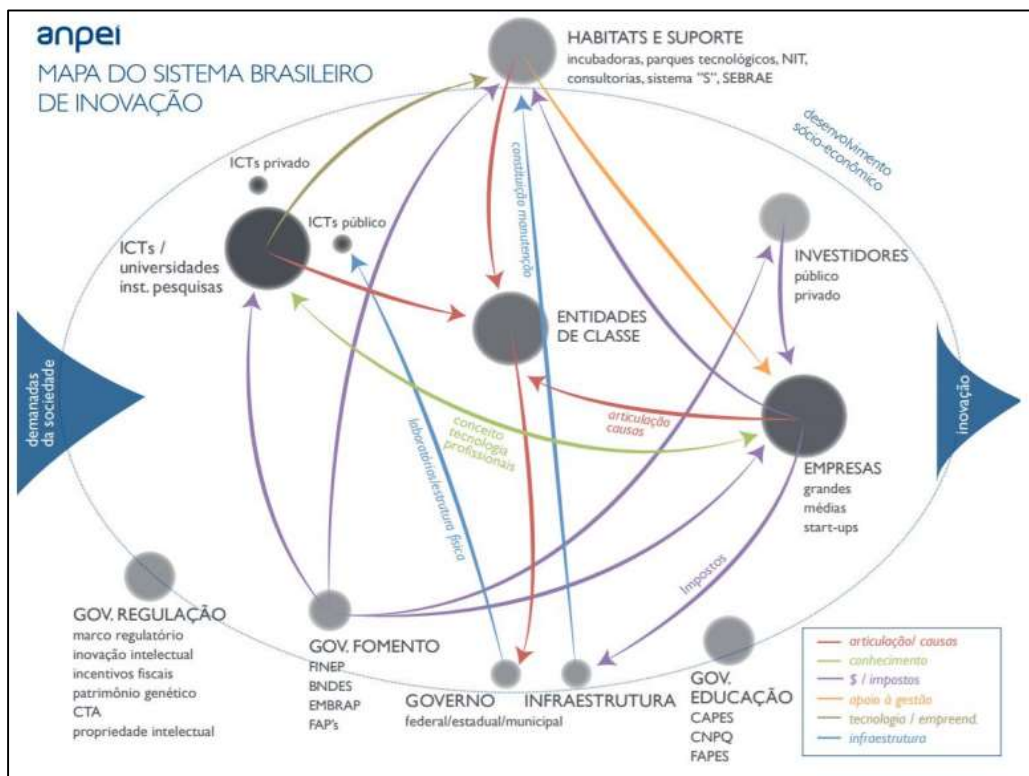 anpei
MAPA DO SISTEMA BRASILEIRO
DE INOVAÇÃO
HABITATS E SUPORTE
incubadoras, parques tecnológicos, NIT,
consultorias, sistema "S", SEBRAE
desenvolvimento
sócio-econômico
ICTs privado
ICTs público
ICTs /
universidades
inst. pesquisas
constituição manutenção
INVESTIDORES
público
privado
ENTIDADES
DE CLASSE
demanadas
da sociedade
inovação
articulação
causas
conceito
tecnologia
profissionais
laboratórias/estrutura física
EMPRESAS
grandes
médias
start-ups
Impostos
GOV. REGULAÇÃO
marco regulatório
inovação intelectual
incentivos fiscais
patrimônio genético
CTA
propriedade intelectual
GOV. FOMENTO
FINEP
BNDES
EMBRAP
FAP's
GOVERNO
federal/estadual/municipal
INFRAESTRUTURA
GOV.
EDUCAÇÃO
CAPES
CNPQ
FAPES
articulação/ causas
conhecimento
$ / impostos
apoio à gestão
tecnologia / empreend.
infraestrutura